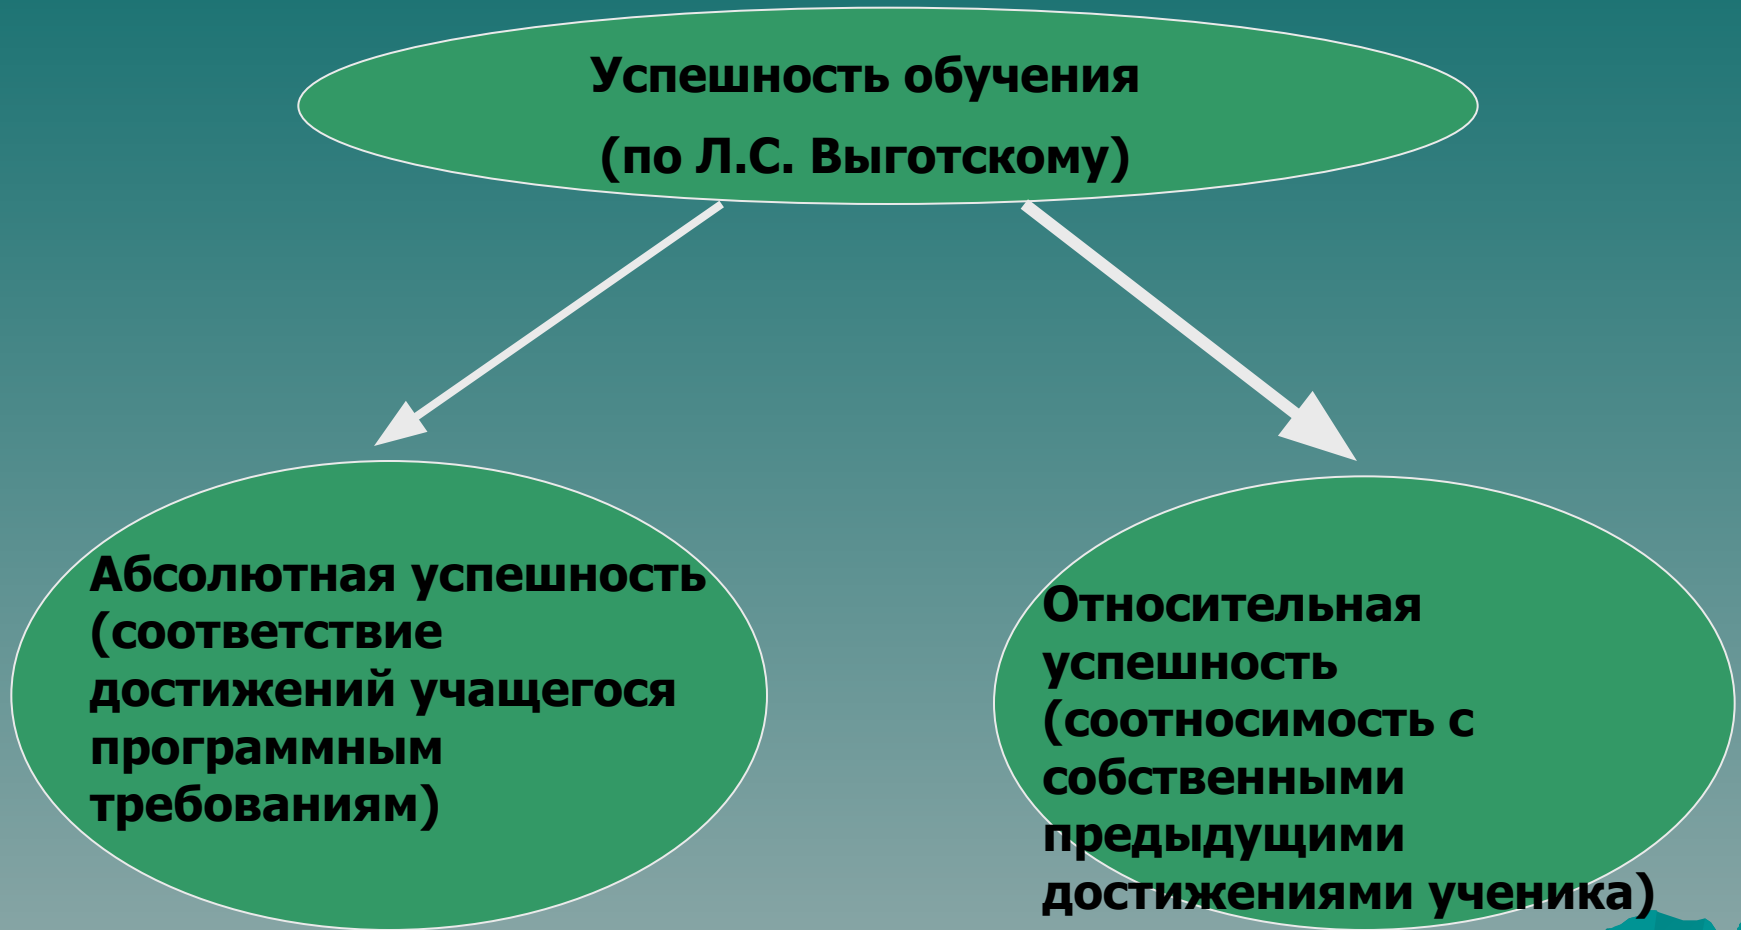 Успешность обучения
(по Л.С. Выготскому)
Абсолютная успешность
(соответствие
достижений учащегося
программным
требованиям)
Относительная
успешность
(соотносимость с
собственными
предыдущими
достижениями ученика)